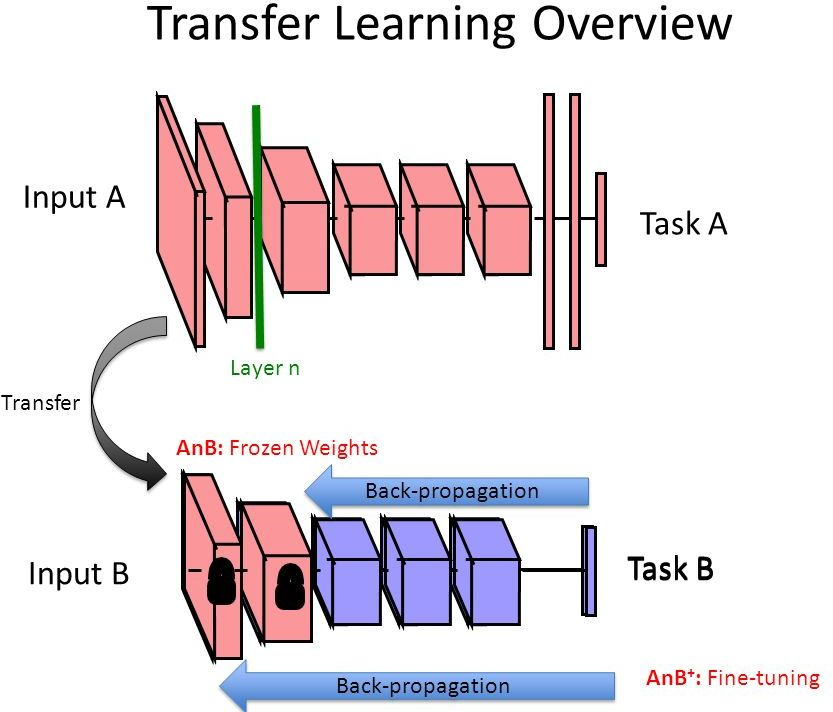 Transfer Learning Overview
Input A
Task A
Layer n
Transfer
AnB: Frozen Weights
Back-propagation
Input B
Task B
Back-propagation
AnB⁺: Fine-tuning